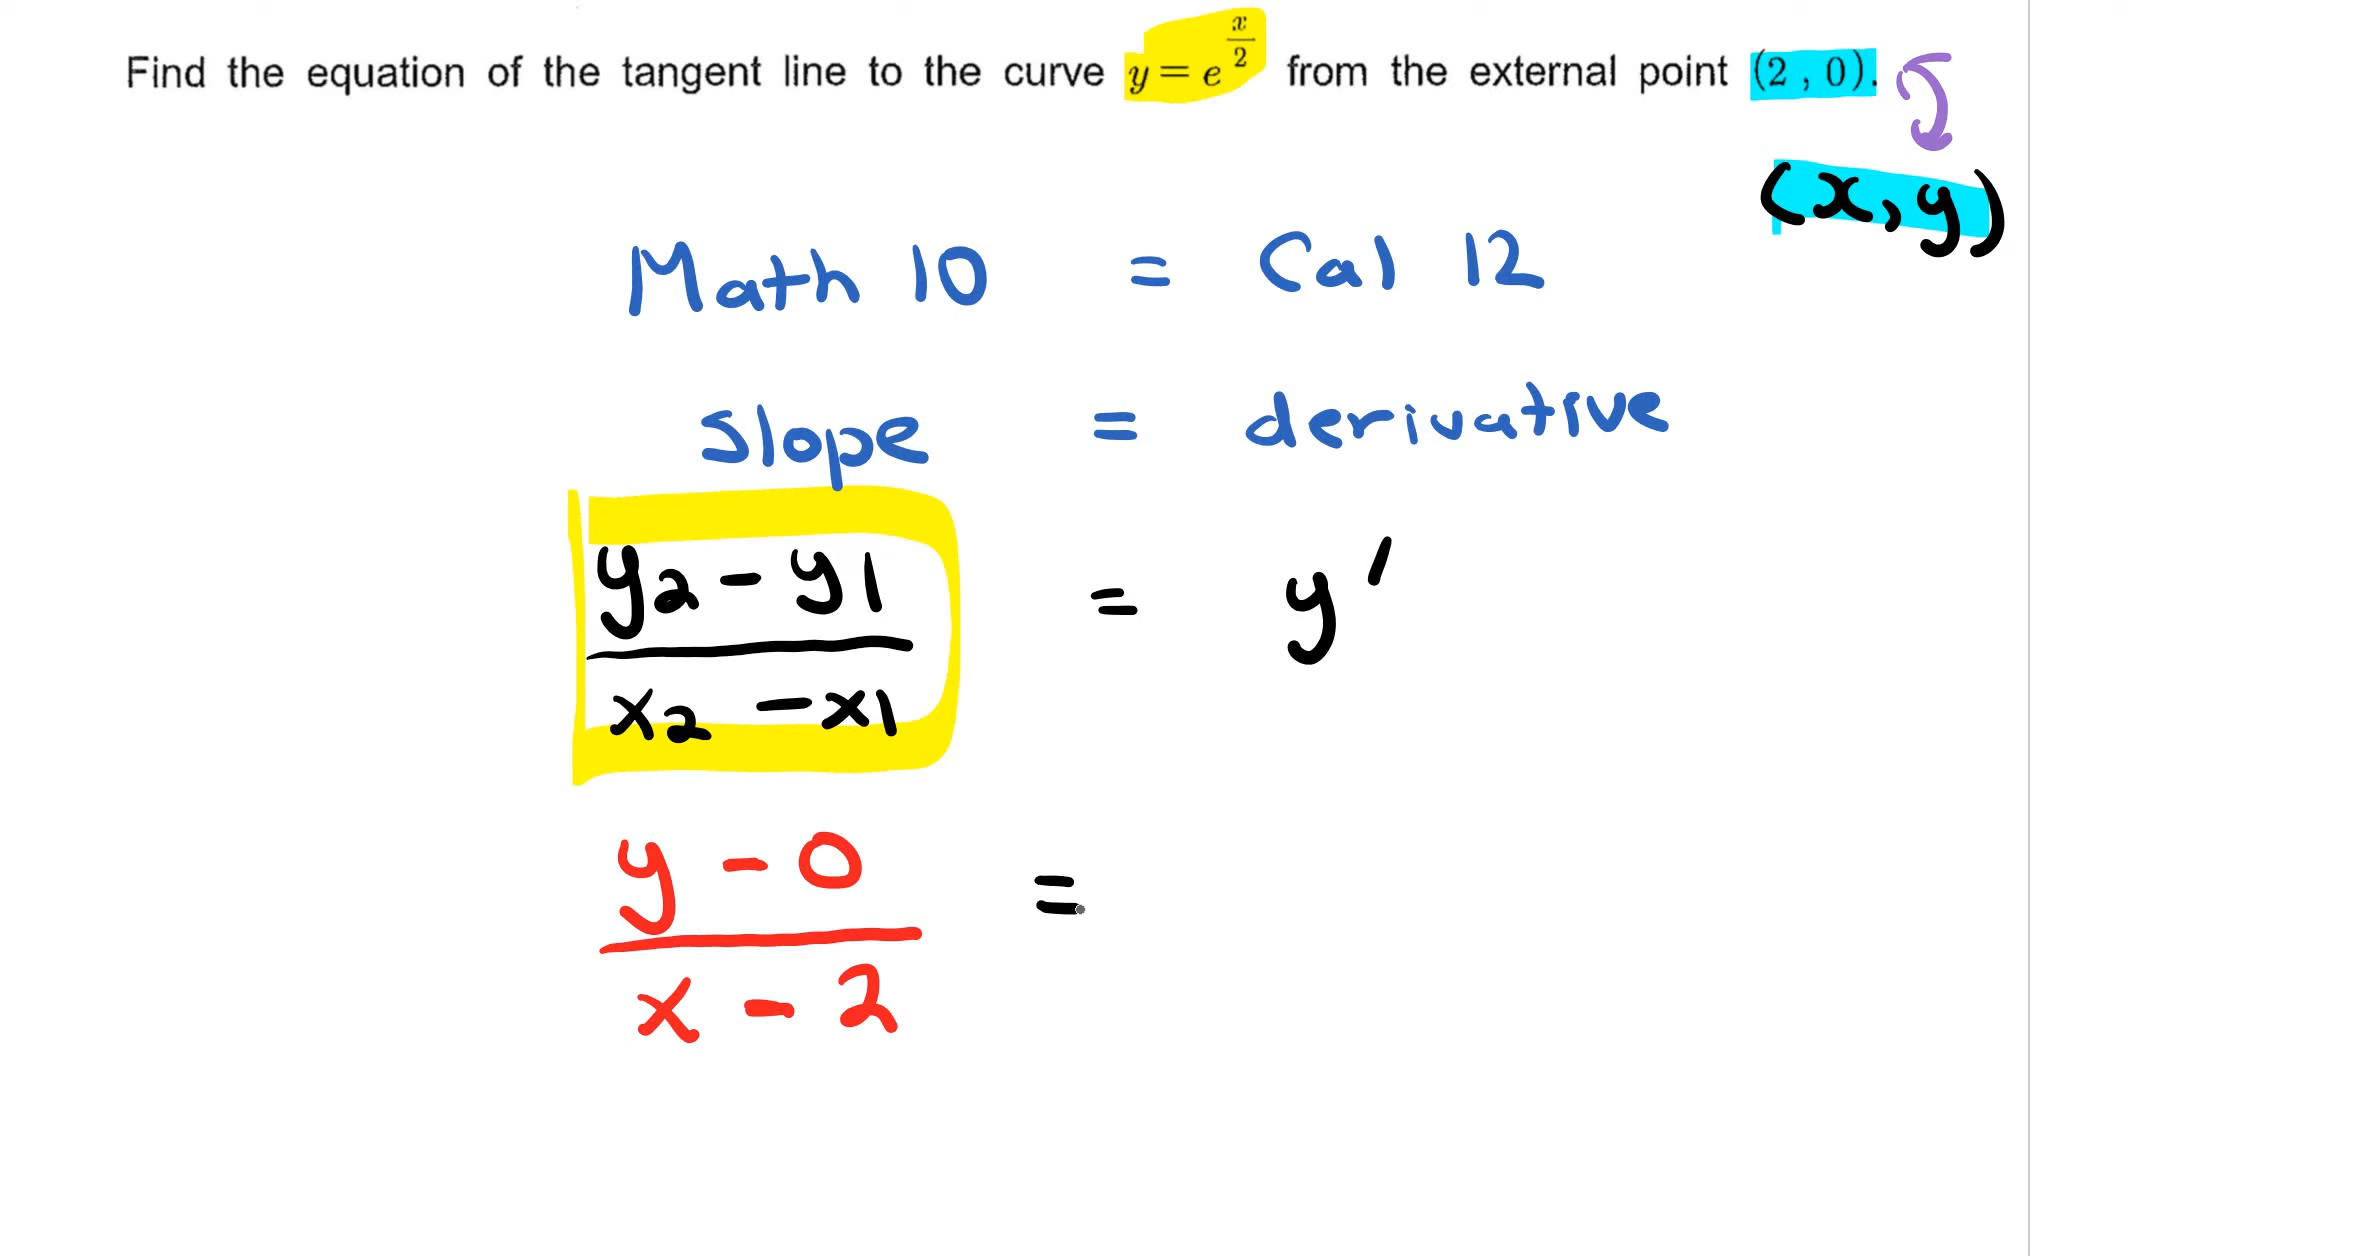 Find the equation of the tangent line to the curve y = e^(x/2) from the external point (2 , 0).
(x, y)
Math 10 = Cal 12
slope = derivative
y2 - y1 / x2 - x1 = y'
y - 0 / x - 2 =